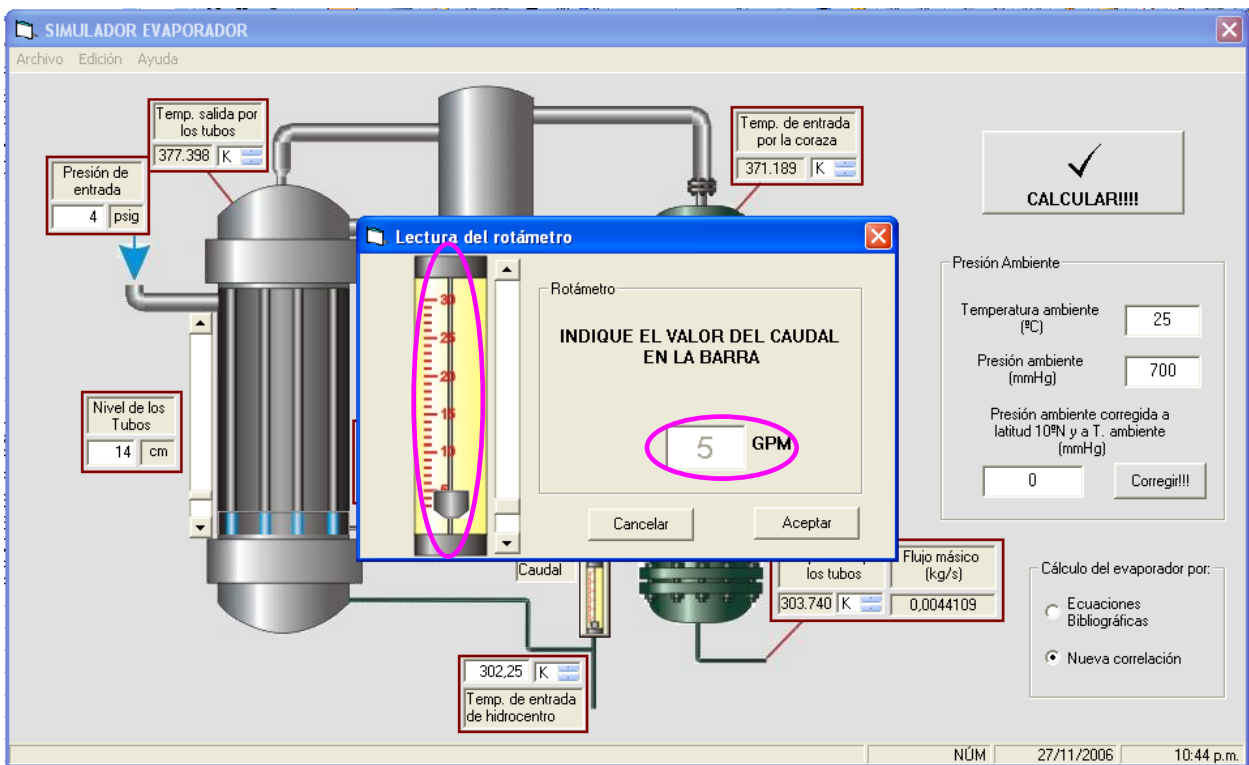 SIMULADOR EVAPORADOR
Archivo Edición Ayuda
Temp. salida por
los tubos
377.398 K
Presión de
entrada
4 psig
Temp. de entrada
por la coraza
371.189 K
CALCULAR!!!!
Lectura del rotámetro
30
25
20
15
10
5
Rotámetro
INDIQUE EL VALOR DEL CAUDAL
EN LA BARRA
5 GPM
Cancelar
Aceptar
Presión Ambiente
Temperatura ambiente
(ºC)
25
Presión ambiente
(mmHg)
700
Presión ambiente corregida a
latitud 10ºN y a T. ambiente
(mmHg)
0
Corregir!!!
Nivel de los
Tubos
14 cm
Caudal
los tubos
303.740 K
Flujo másico
(kg/s)
0,0044109
302,25 K
Temp. de entrada
de hidrocentro
Cálculo del evaporador por:
Ecuaciones
Bibliográficas
Nueva correlación
NÚM 27/11/2006 10:44 p.m.